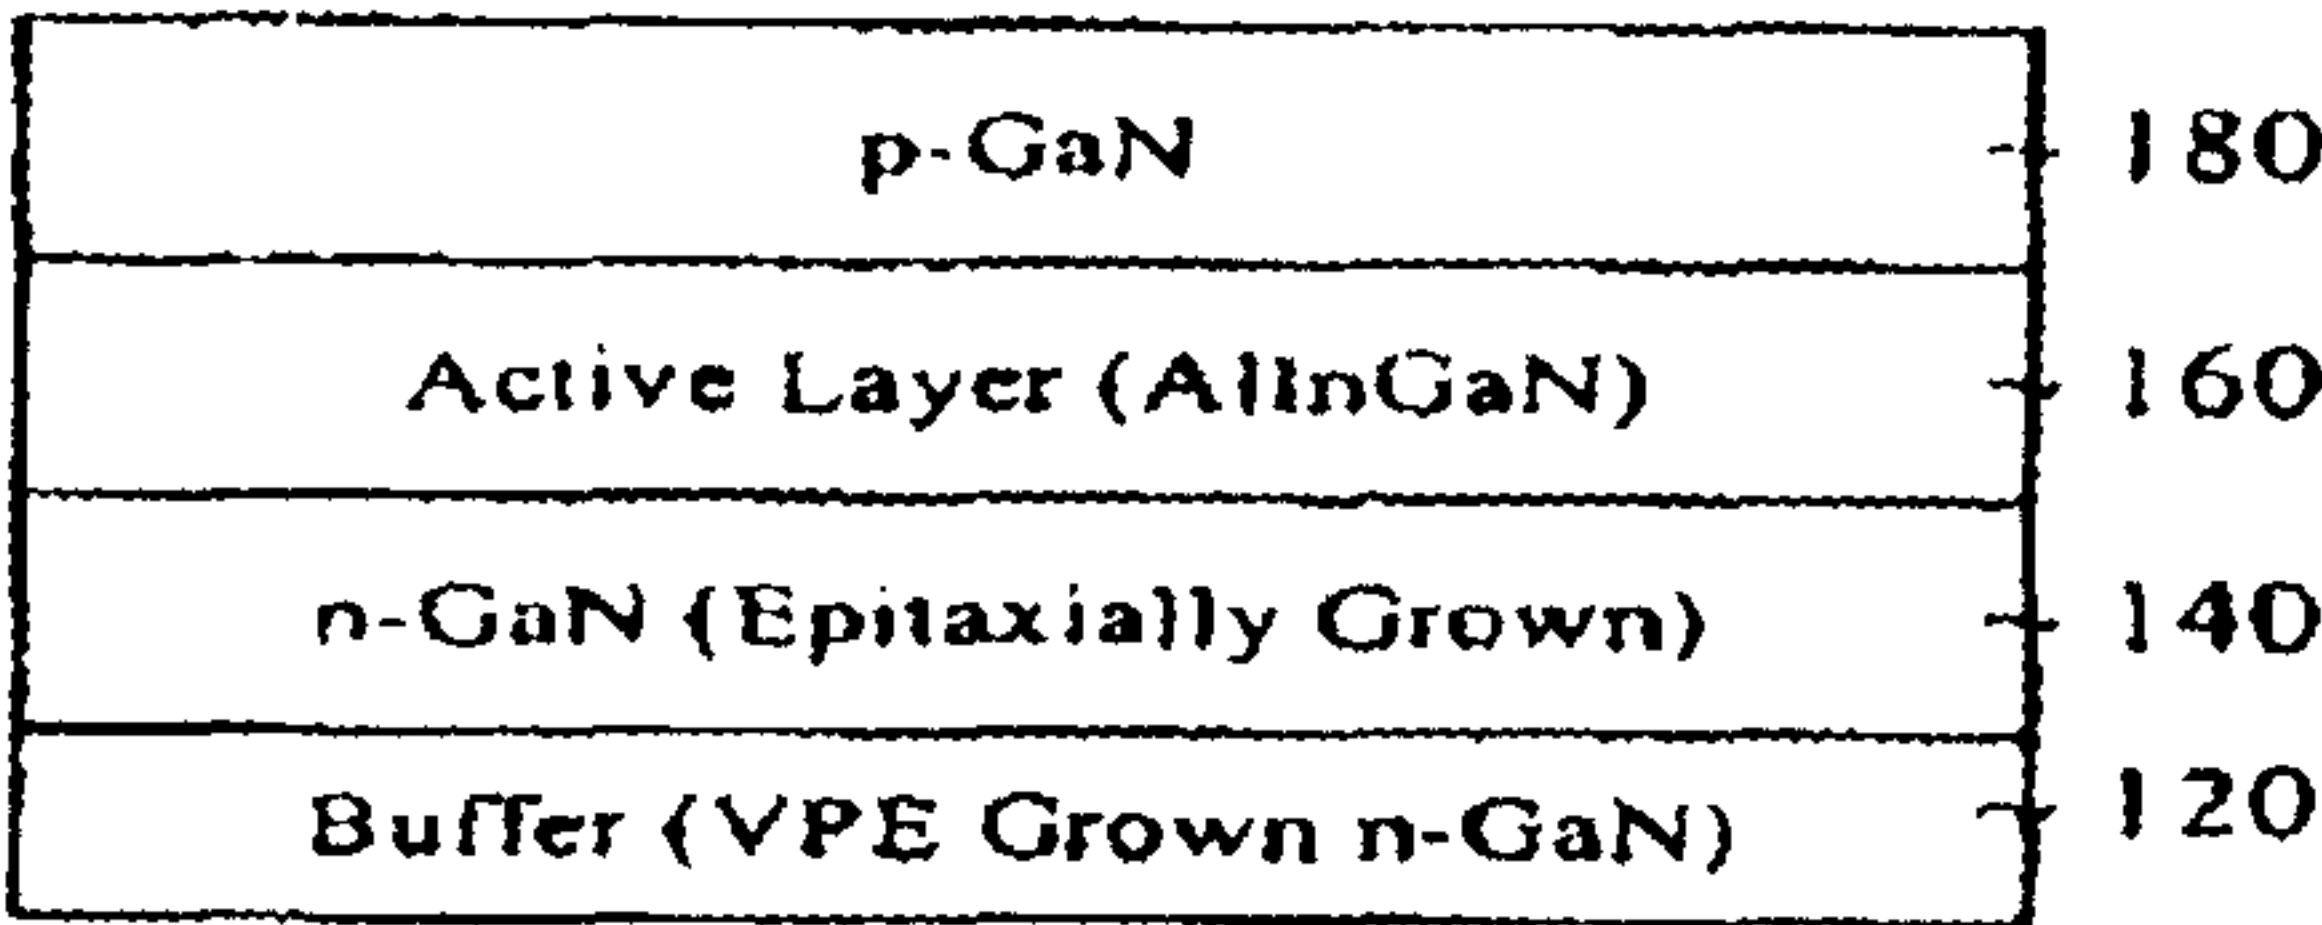 p-GaN 180
Active Layer (AlInGaN) 160
n-GaN (Epitaxially Grown) 140
Buffer (VPE Grown n-GaN) 120